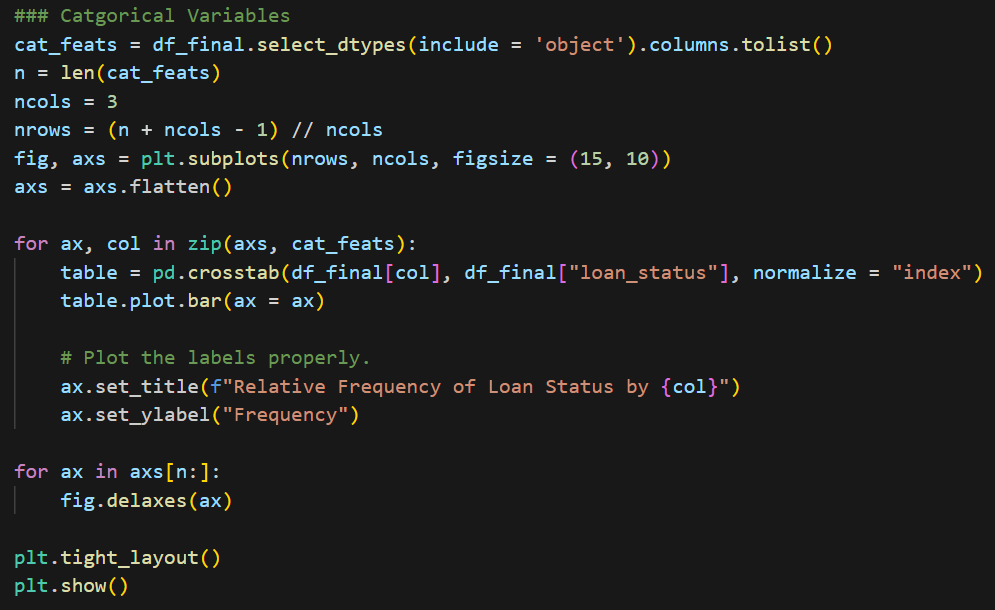 ### Catgorical Variables
cat_feats = df_final.select_dtypes(include = 'object').columns.tolist()
n = len(cat_feats)
ncols = 3
nrows = (n + ncols - 1) // ncols
fig, axs = plt.subplots(nrows, ncols, figsize = (15, 10))
axs = axs.flatten()

for ax, col in zip(axs, cat_feats):
    table = pd.crosstab(df_final[col], df_final["loan_status"], normalize = "index")
    table.plot.bar(ax = ax)

    # Plot the labels properly.
    ax.set_title(f"Relative Frequency of Loan Status by {col}")
    ax.set_ylabel("Frequency")

for ax in axs[n:]:
    fig.delaxes(ax)

plt.tight_layout()
plt.show()